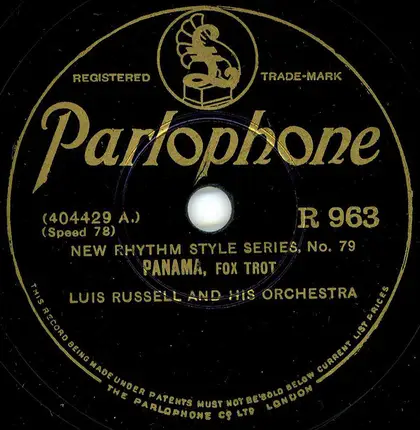 REGISTERED TRADE-MARK
Parlophone
(404429 A.)
(Speed 78)
R 963
NEW RHYTHM STYLE SERIES, No. 79
PANAMA, FOX TROT
LUIS RUSSELL AND HIS ORCHESTRA
THIS RECORD BEING MADE UNDER PATENTS MUST NOT BE SOLD BELOW CURRENT LIST PRICES
THE PARLOPHONE Co LTD LONDON